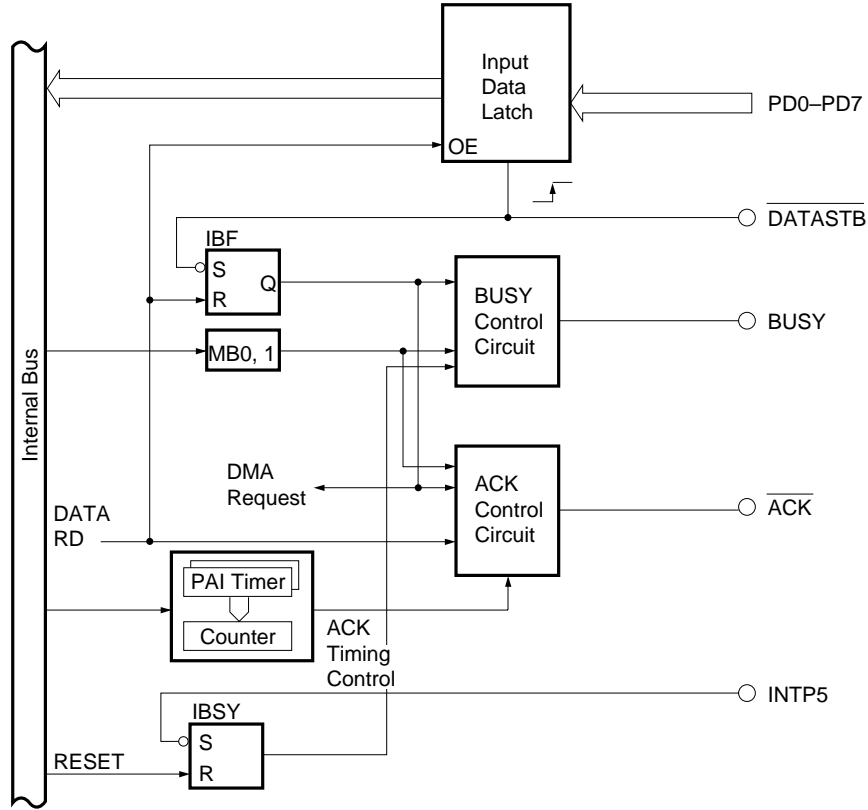 Input
Data
Latch
PD0–PD7
OE
DATASTB
IBF
S
Q
R
BUSY
Control
Circuit
BUSY
MB0, 1
Internal Bus
DMA
Request
ACK
Control
Circuit
ACK
DATA
RD
PAI Timer
Counter
ACK
Timing
Control
INTP5
IBSY
S
R
RESET